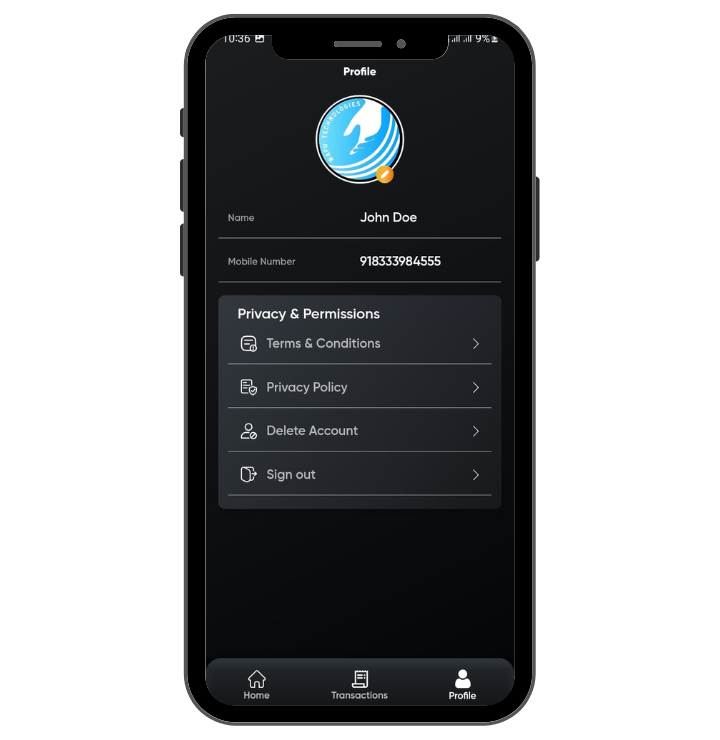 10:36
9%
Profile
TECHNOLOGIES
Name John Doe
Mobile Number 918333984555
Privacy & Permissions
Terms & Conditions
Privacy Policy
Delete Account
Sign out
Home Transactions Profile